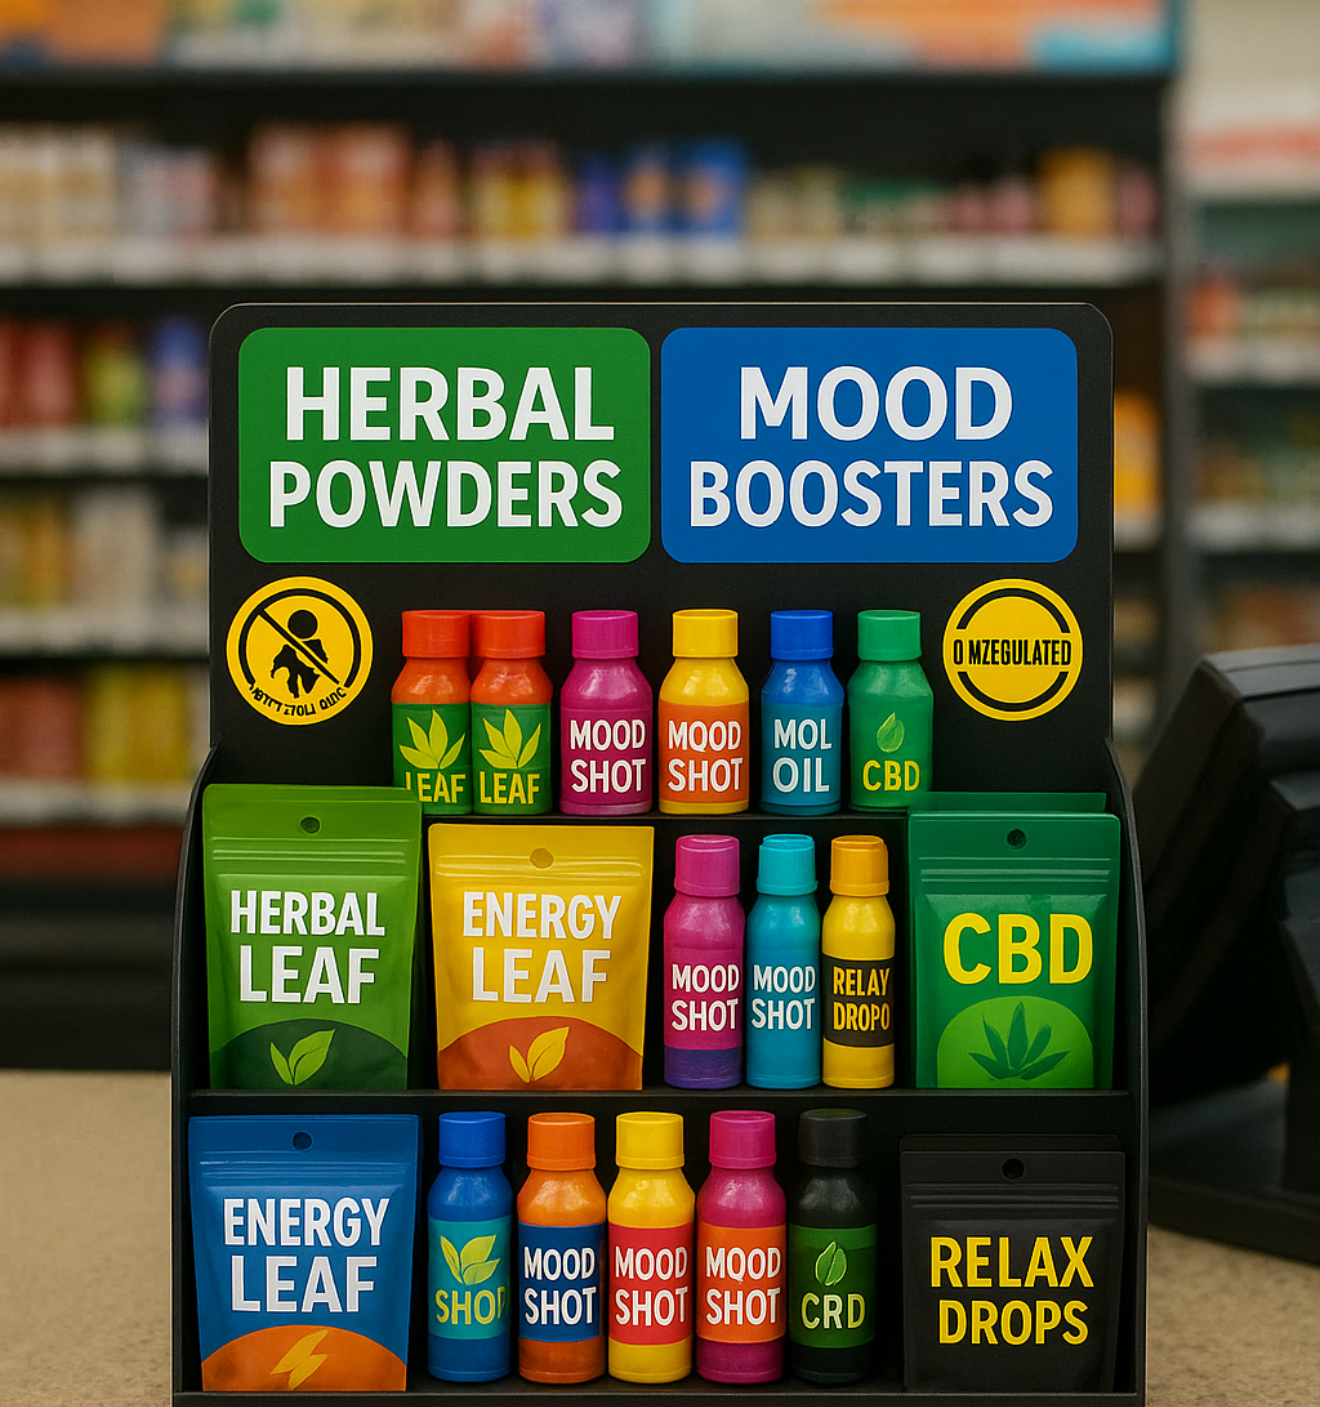 HERBAL
POWDERS
MOOD
BOOSTERS
0 MZEGULATED
LEAF
LEAF
MOOD
SHOT
MQOD
SHOT
MOL
OIL
CBD
HERBAL
LEAF
ENERGY
LEAF
MOOD
SHOT
MOOD
SHOT
RELAY
DROPO
CBD
ENERGY
LEAF
SHOP
MOOD
SHOT
MOOD
SHOT
MQOD
SHOT
CRD
RELAX
DROPS